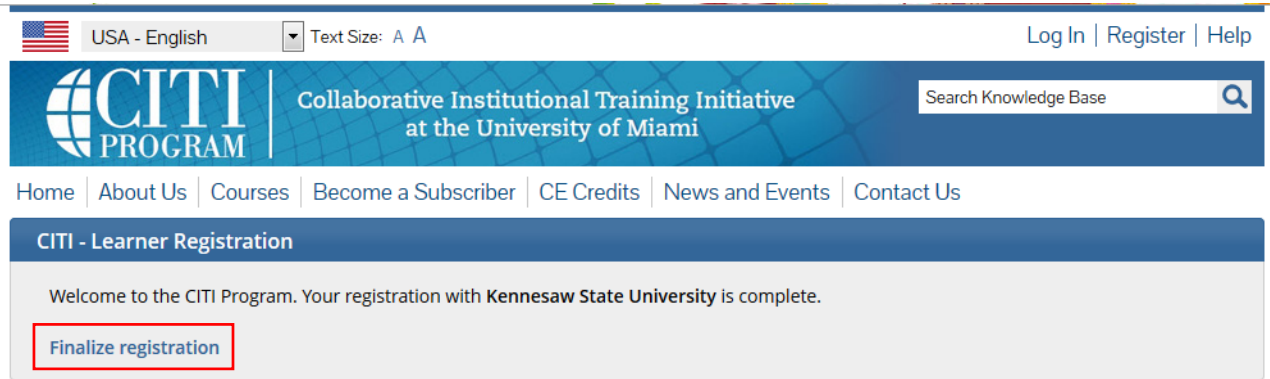 USA - English Text Size: A A Log In | Register | Help
CITI PROGRAM
Collaborative Institutional Training Initiative
at the University of Miami
Search Knowledge Base
Home | About Us | Courses | Become a Subscriber | CE Credits | News and Events | Contact Us
CITI - Learner Registration
Welcome to the CITI Program. Your registration with Kennesaw State University is complete.
Finalize registration